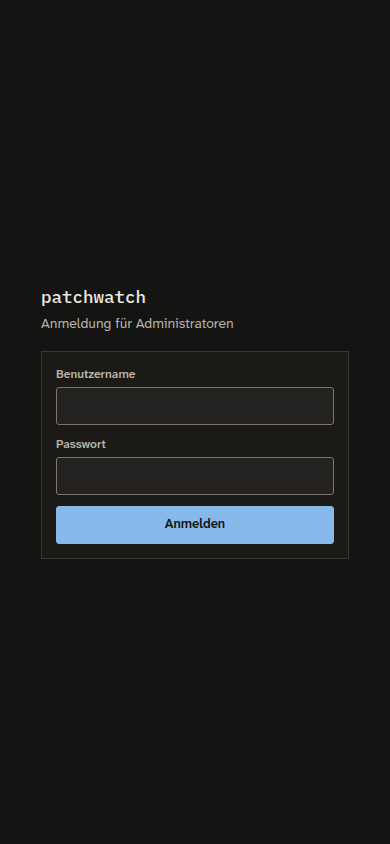 patchwatch
Anmeldung für Administratoren
Benutzername
Passwort
Anmelden